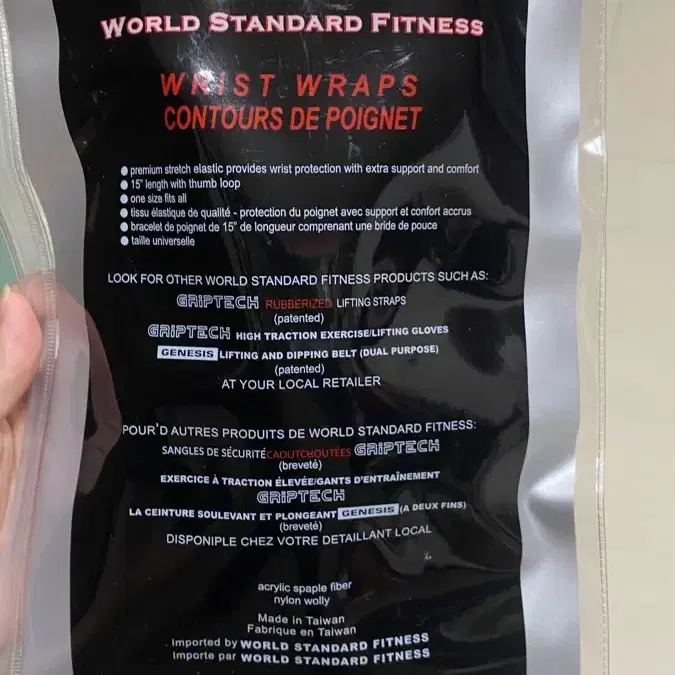 WORLD STANDARD FITNESS
WRIST WRAPS
CONTOURS DE POIGNET
● premium stretch elastic provides wrist protection with extra support and comfort
● 15" length with thumb loop
● one size fits all
● tissu élastique de qualité - protection du poignet avec support et confort accrus
● bracelet de poignet de 15" de longueur comprenant une bride de pouce
● taille universelle
LOOK FOR OTHER WORLD STANDARD FITNESS PRODUCTS SUCH AS:
GRIPTECH RUBBERIZED LIFTING STRAPS
(patented)
GRIPTECH HIGH TRACTION EXERCISE/LIFTING GLOVES
GENESIS LIFTING AND DIPPING BELT (DUAL PURPOSE)
(patented)
AT YOUR LOCAL RETAILER
POUR'D AUTRES PRODUITS DE WORLD STANDARD FITNESS:
SANGLES DE SÉCURITÉ CAOUTCHOUTÉES GRIPTECH
(breveté)
EXERCICE À TRACTION ÉLEVÉE/GANTS D'ENTRAÎNEMENT
GRIPTECH
LA CEINTURE SOULEVANT ET PLONGEANT GENESIS (A DEUX FINS)
(breveté)
DISPONIPLE CHEZ VOTRE DETAILLANT LOCAL
acrylic spaple fiber
nylon wolly
Made in Taiwan
Fabrique en Taiwan
Imported by WORLD STANDARD FITNESS
Importe par WORLD STANDARD FITNESS